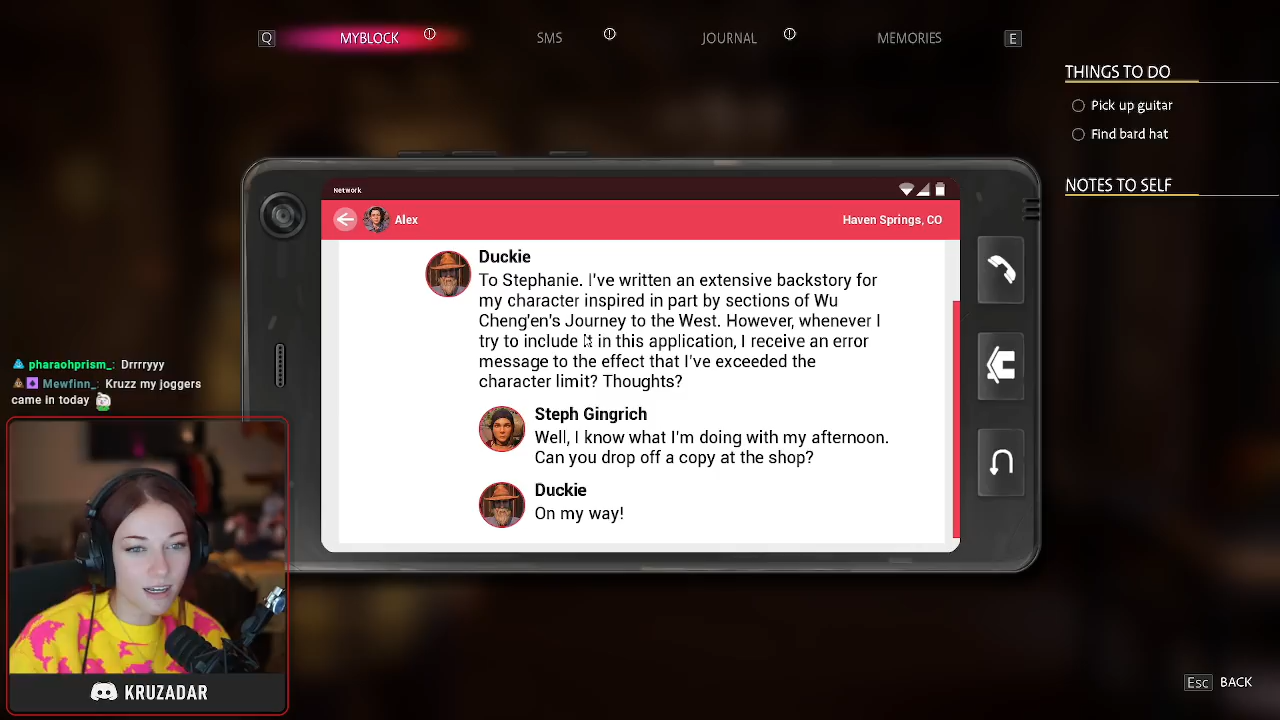 Q
MYBLOCK
SMS
JOURNAL
MEMORIES
E
THINGS TO DO
Pick up guitar
Find bard hat
NOTES TO SELF
Network
Alex
Haven Springs, CO
Duckie
To Stephanie. I've written an extensive backstory for
my character inspired in part by sections of Wu
Cheng'en's Journey to the West. However, whenever I
try to include it in this application, I receive an error
message to the effect that I've exceeded the
character limit? Thoughts?
Steph Gingrich
Well, I know what I'm doing with my afternoon.
Can you drop off a copy at the shop?
Duckie
On my way!
pharaohprism_: Drrrryyy
Mewfinn_: Kruzz my joggers
came in today
KRUZADAR
Esc BACK